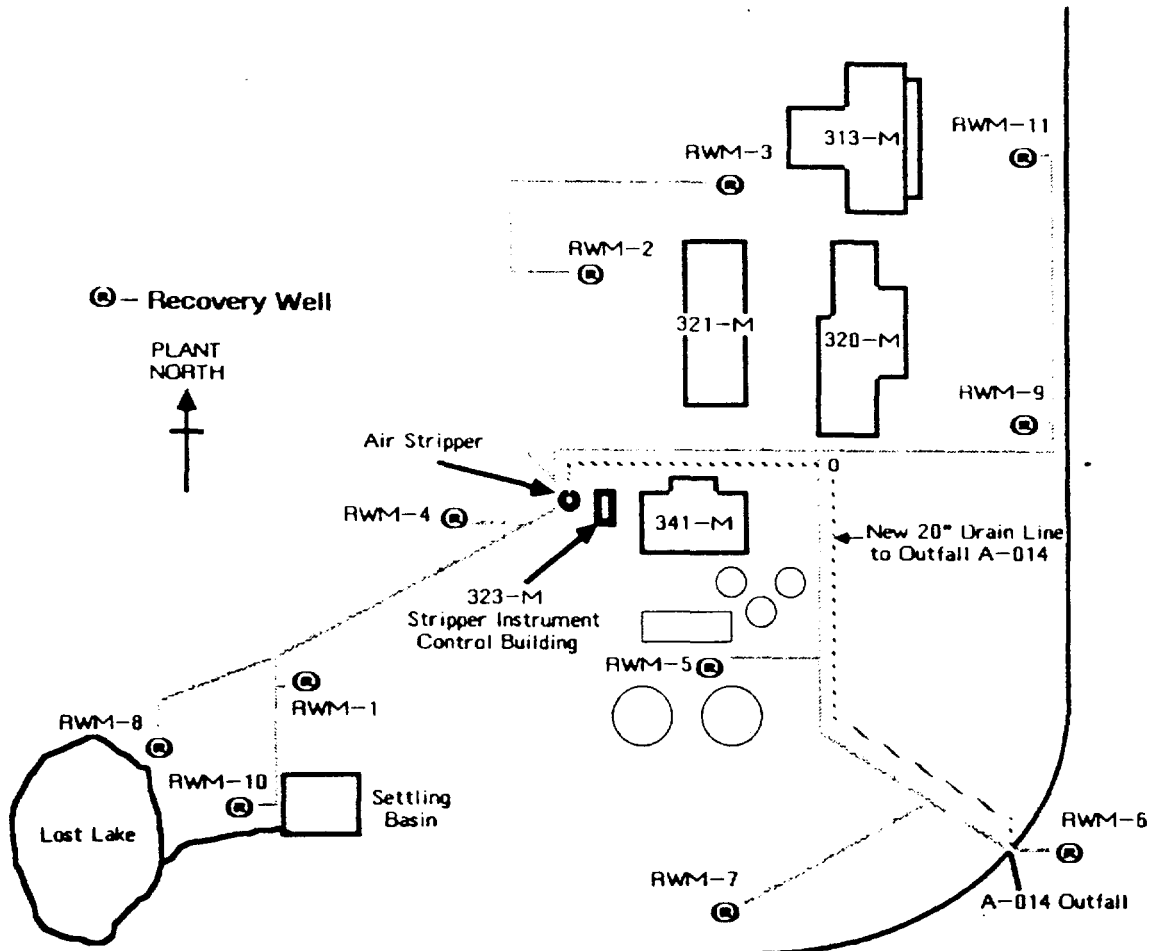 313-M
RWM-11
RWM-3
RWM-2
Ⓡ – Recovery Well
321-M
320-M
PLANT
NORTH
RWM-9
Air Stripper
RWM-4
341-M
New 20" Drain Line
to Outfall A-014
323-M
Stripper Instrument
Control Building
RWM-5
RWM-1
RWM-8
RWM-10
Settling
Basin
Lost Lake
RWM-6
RWM-7
A-014 Outfall